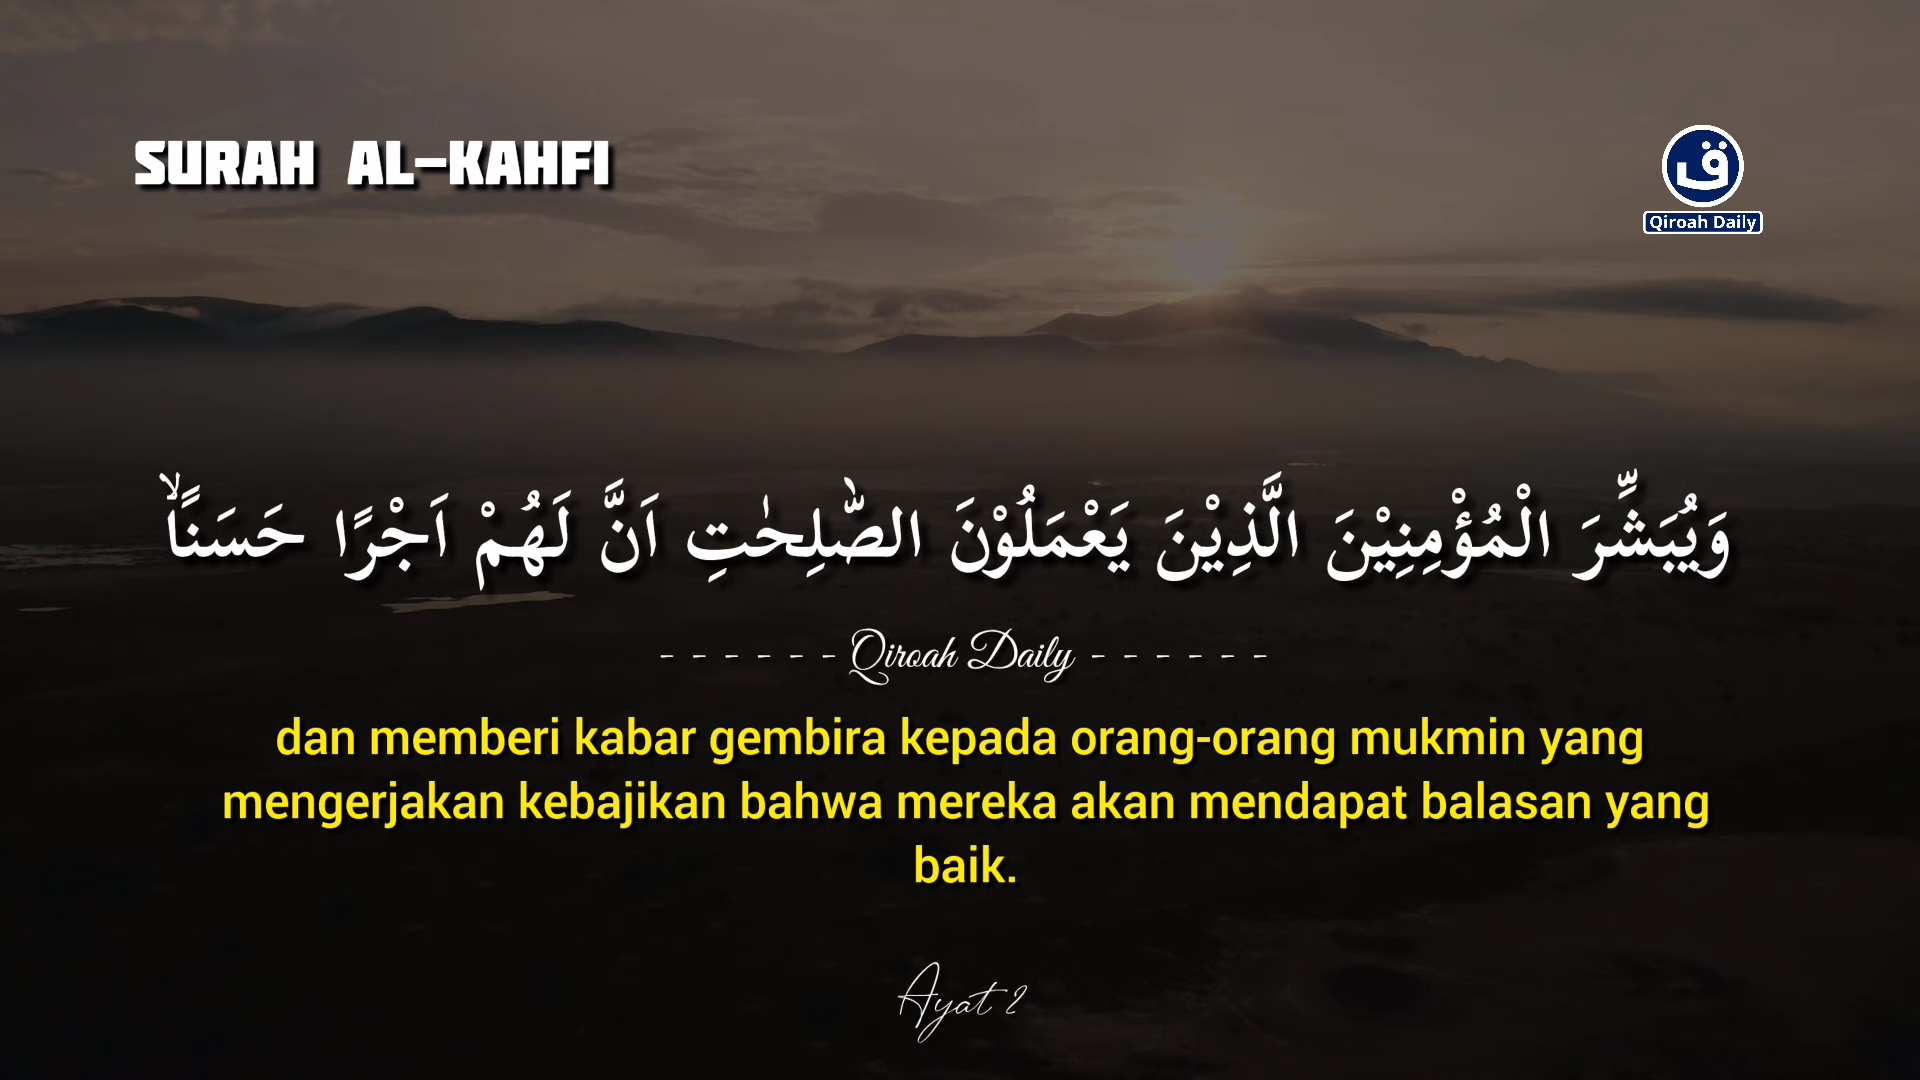 SURAH AL-KAHFI
ق
Qiroah Daily
وَيُبَشِّرَ الْمُؤْمِنِيْنَ الَّذِيْنَ يَعْمَلُوْنَ الصّٰلِحٰتِ اَنَّ لَهُمْ اَجْرًا حَسَنًاۙ
- - - - - - Qiroah Daily - - - - - -
dan memberi kabar gembira kepada orang-orang mukmin yang
mengerjakan kebajikan bahwa mereka akan mendapat balasan yang
baik.
Ayat 2